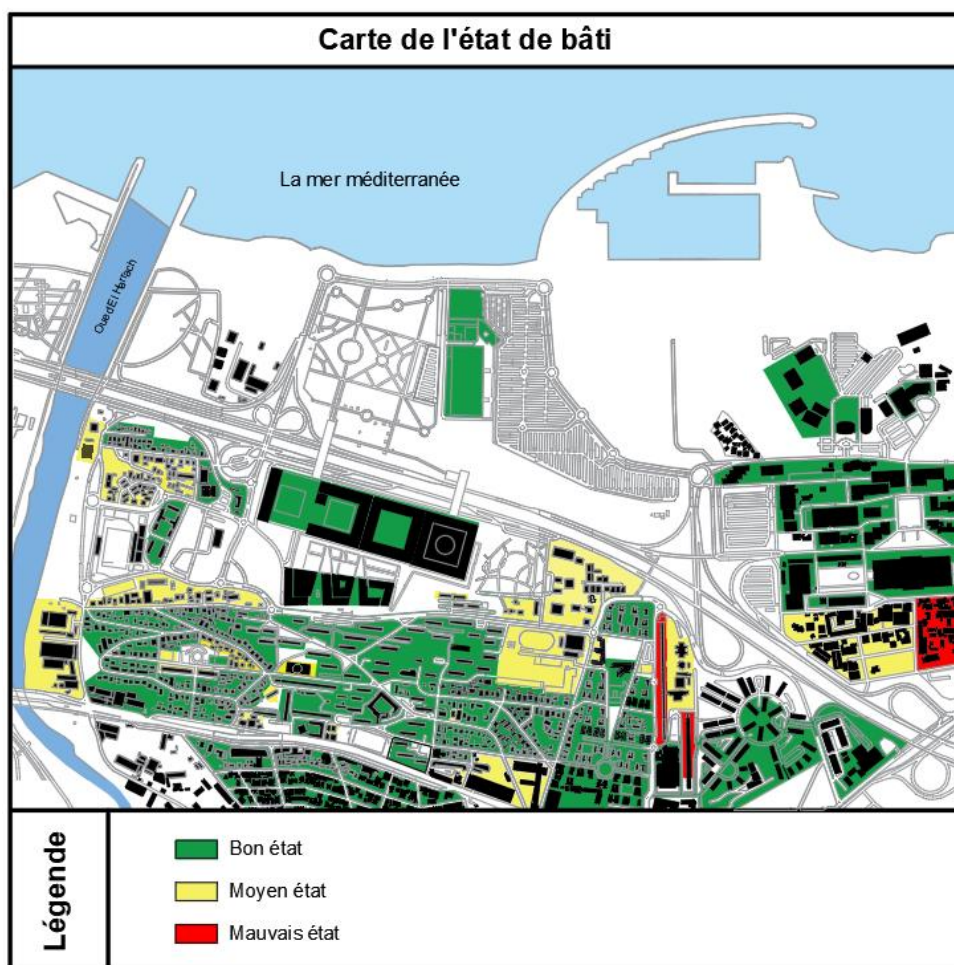 Carte de l'état de bâti
La mer méditerranée
Oued El Harrach
Légende
Bon état
Moyen état
Mauvais état